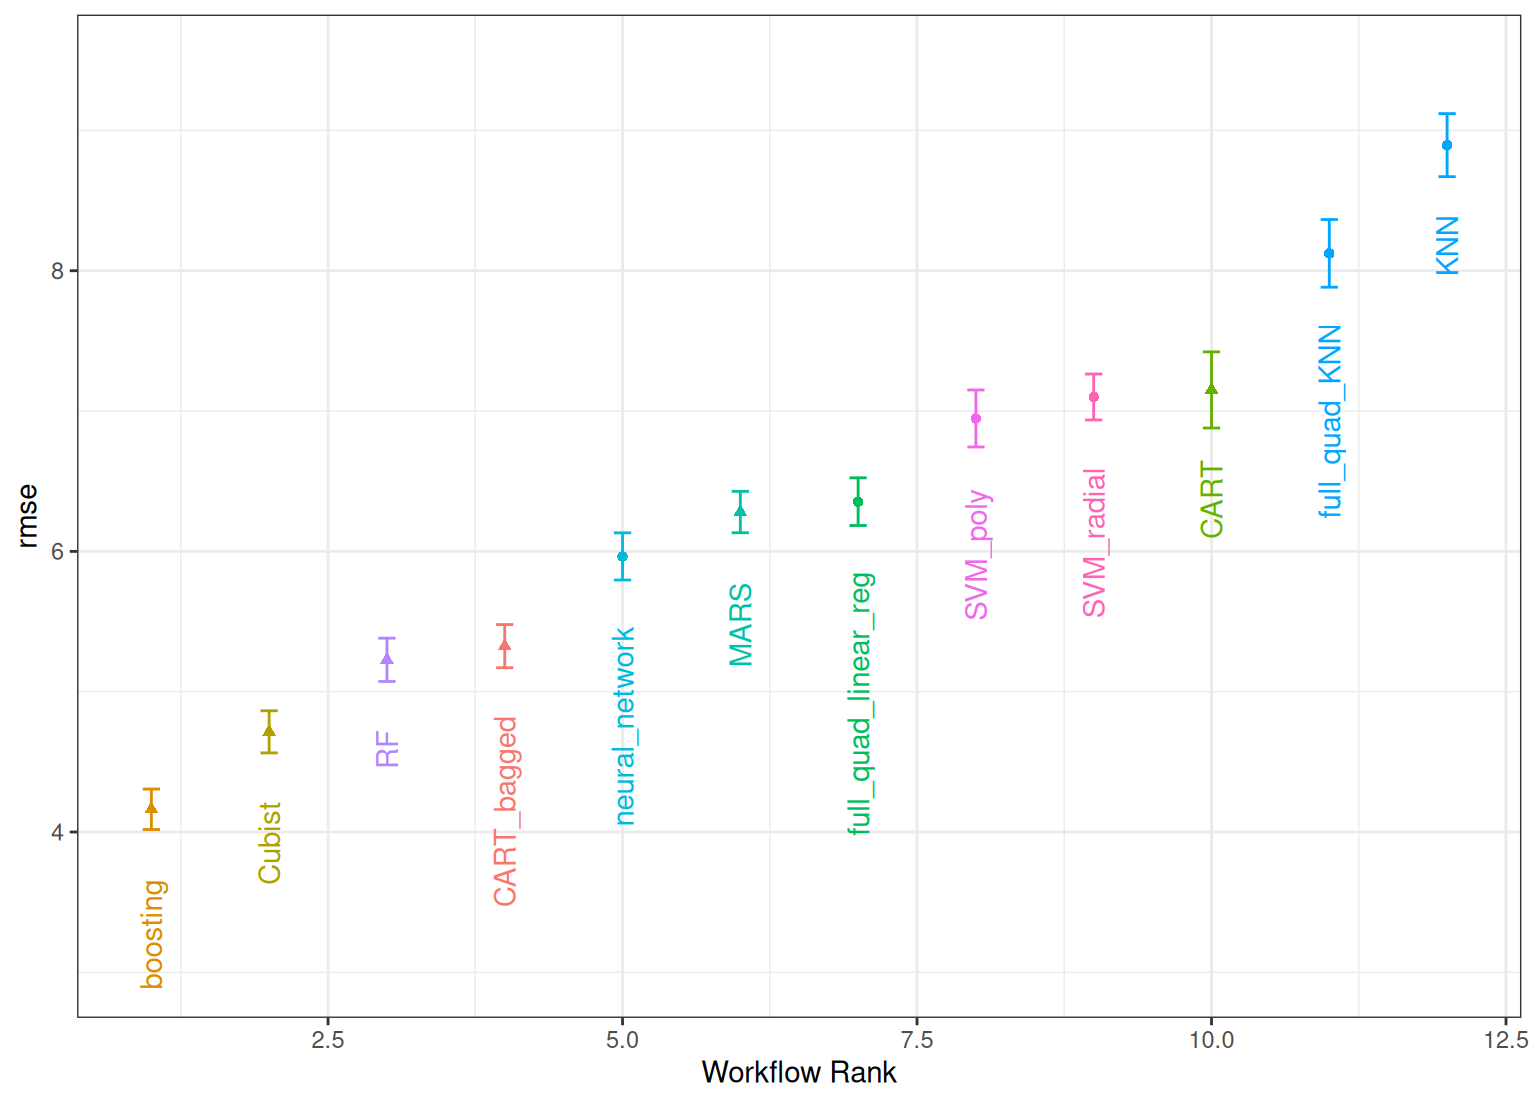 rmse
8
6
4
boosting
Cubist
RF
CART_bagged
neural_network
MARS
full_quad_linear_reg
SVM_poly
SVM_radial
CART
full_quad_KNN
KNN
2.5
5.0
7.5
10.0
12.5
Workflow Rank